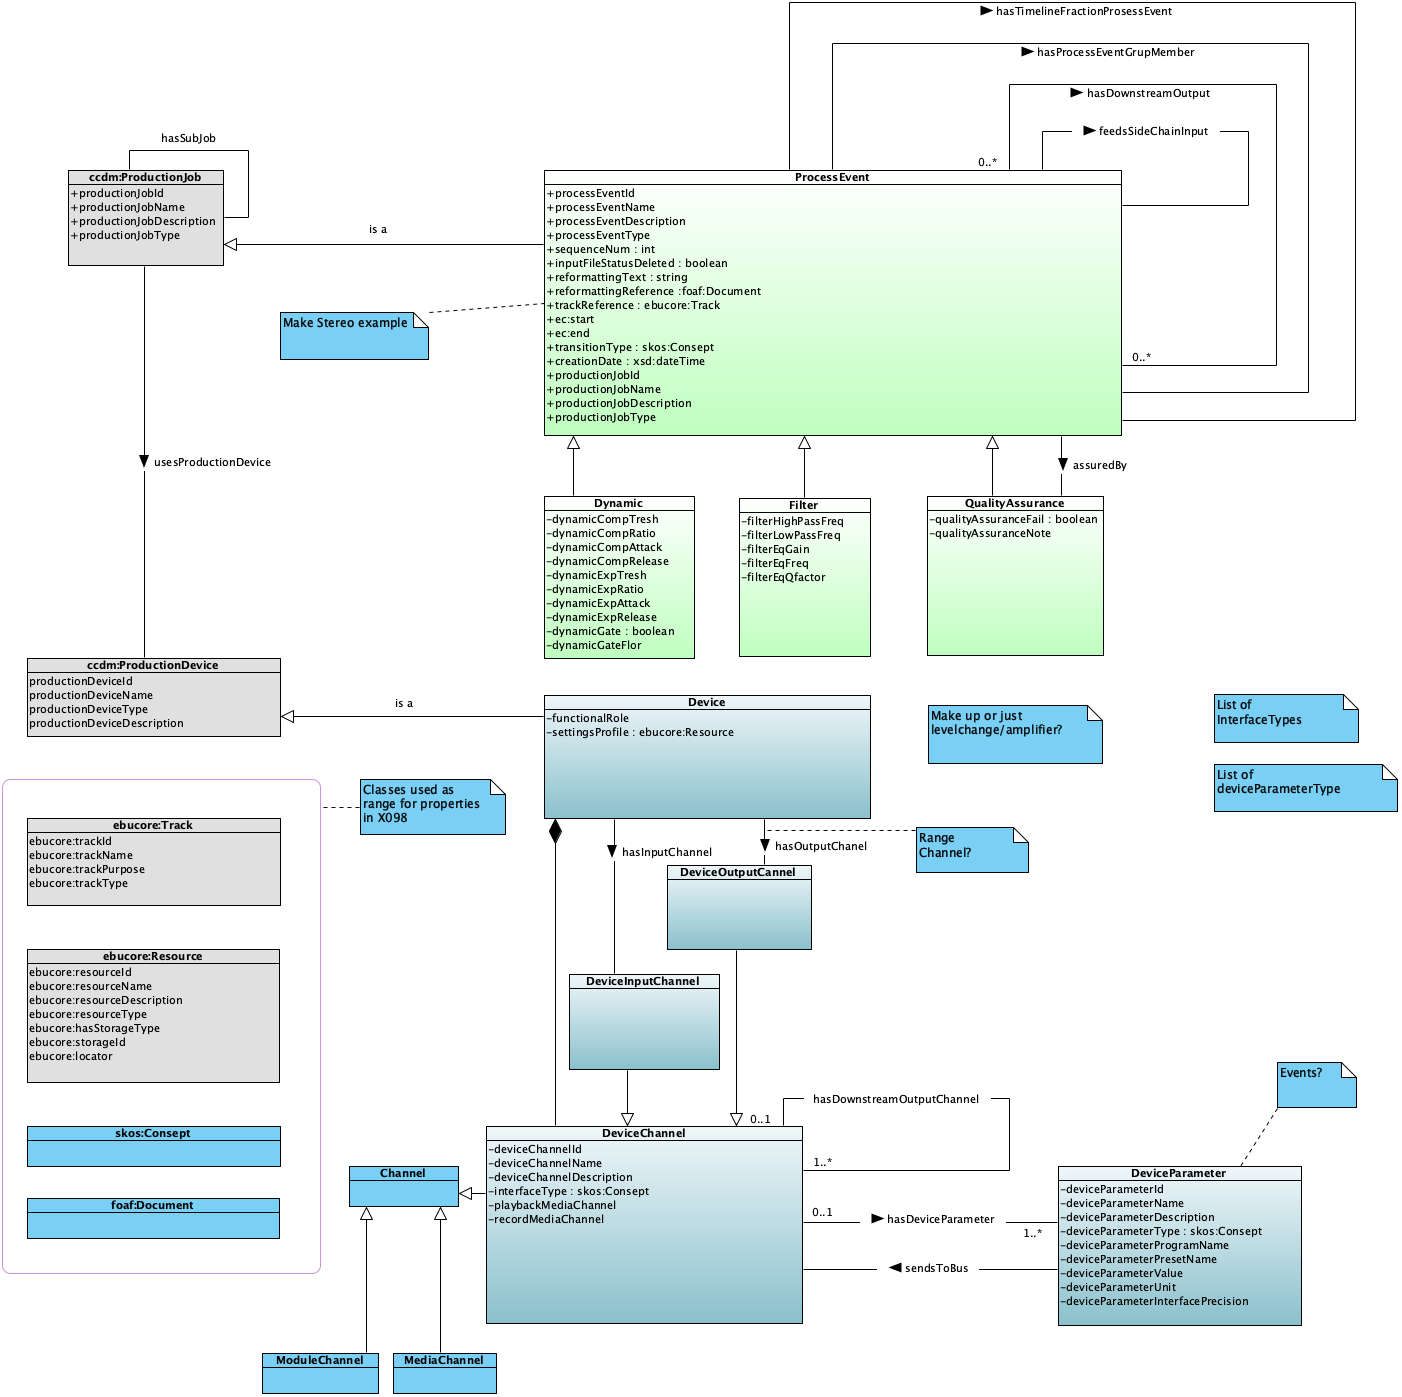 hasTimelineFractionProsessEvent
hasProcessEventGrupMember
hasDownstreamOutput
feedsSideChainInput
0..*
0..*
hasSubJob
ccdm:ProductionJob
+productionJobId
+productionJobName
+productionJobDescription
+productionJobType
is a
ProcessEvent
+processEventId
+processEventName
+processEventDescription
+processEventType
+sequenceNum : int
+inputFileStatusDeleted : boolean
+reformattingText : string
+reformattingReference :foaf:Document
+trackReference : ebucore:Track
+ec:start
+ec:end
+transitionType : skos:Consept
+creationDate : xsd:dateTime
+productionJobId
+productionJobName
+productionJobDescription
+productionJobType
Make Stereo example
usesProductionDevice
assuredBy
Dynamic
-dynamicCompTresh
-dynamicCompRatio
-dynamicCompAttack
-dynamicCompRelease
-dynamicExpTresh
-dynamicExpRatio
-dynamicExpAttack
-dynamicExpRelease
-dynamicGate : boolean
-dynamicGateFlor
Filter
-filterHighPassFreq
-filterLowPassFreq
-filterEqGain
-filterEqFreq
-filterEqQfactor
QualityAssurance
-qualityAssuranceFail : boolean
-qualityAssuranceNote
ccdm:ProductionDevice
productionDeviceId
productionDeviceName
productionDeviceType
productionDeviceDescription
is a
Device
-functionalRole
-settingsProfile : ebucore:Resource
Make up or just
levelchange/amplifier?
List of
InterfaceTypes
List of
deviceParameterType
Classes used as
range for properties
in X098
ebucore:Track
ebucore:trackId
ebucore:trackName
ebucore:trackPurpose
ebucore:trackType
hasInputChannel
hasOutputChanel
Range
Channel?
DeviceOutputCannel
ebucore:Resource
ebucore:resourceId
ebucore:resourceName
ebucore:resourceDescription
ebucore:resourceType
ebucore:hasStorageType
ebucore:storageId
ebucore:locator
DeviceInputChannel
Events?
skos:Consept
foaf:Document
hasDownstreamOutputChannel
0..1
1..*
DeviceChannel
-deviceChannelId
-deviceChannelName
-deviceChannelDescription
-interfaceType : skos:Consept
-playbackMediaChannel
-recordMediaChannel
Channel
0..1
hasDeviceParameter
1..*
sendsToBus
DeviceParameter
-deviceParameterId
-deviceParameterName
-deviceParameterDescription
-deviceParameterType : skos:Consept
-deviceParameterProgramName
-deviceParameterPresetName
-deviceParameterValue
-deviceParameterUnit
-deviceParameterInterfacePrecision
ModuleChannel
MediaChannel